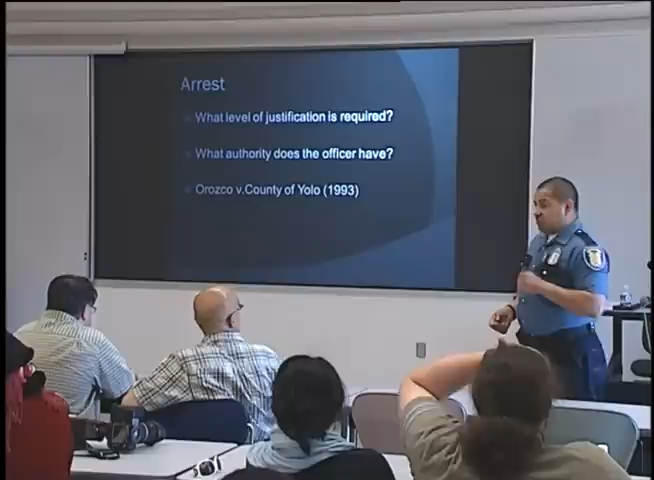 Arrest
What level of justification is required?
What authority does the officer have?
Orozco v.County of Yolo (1993)